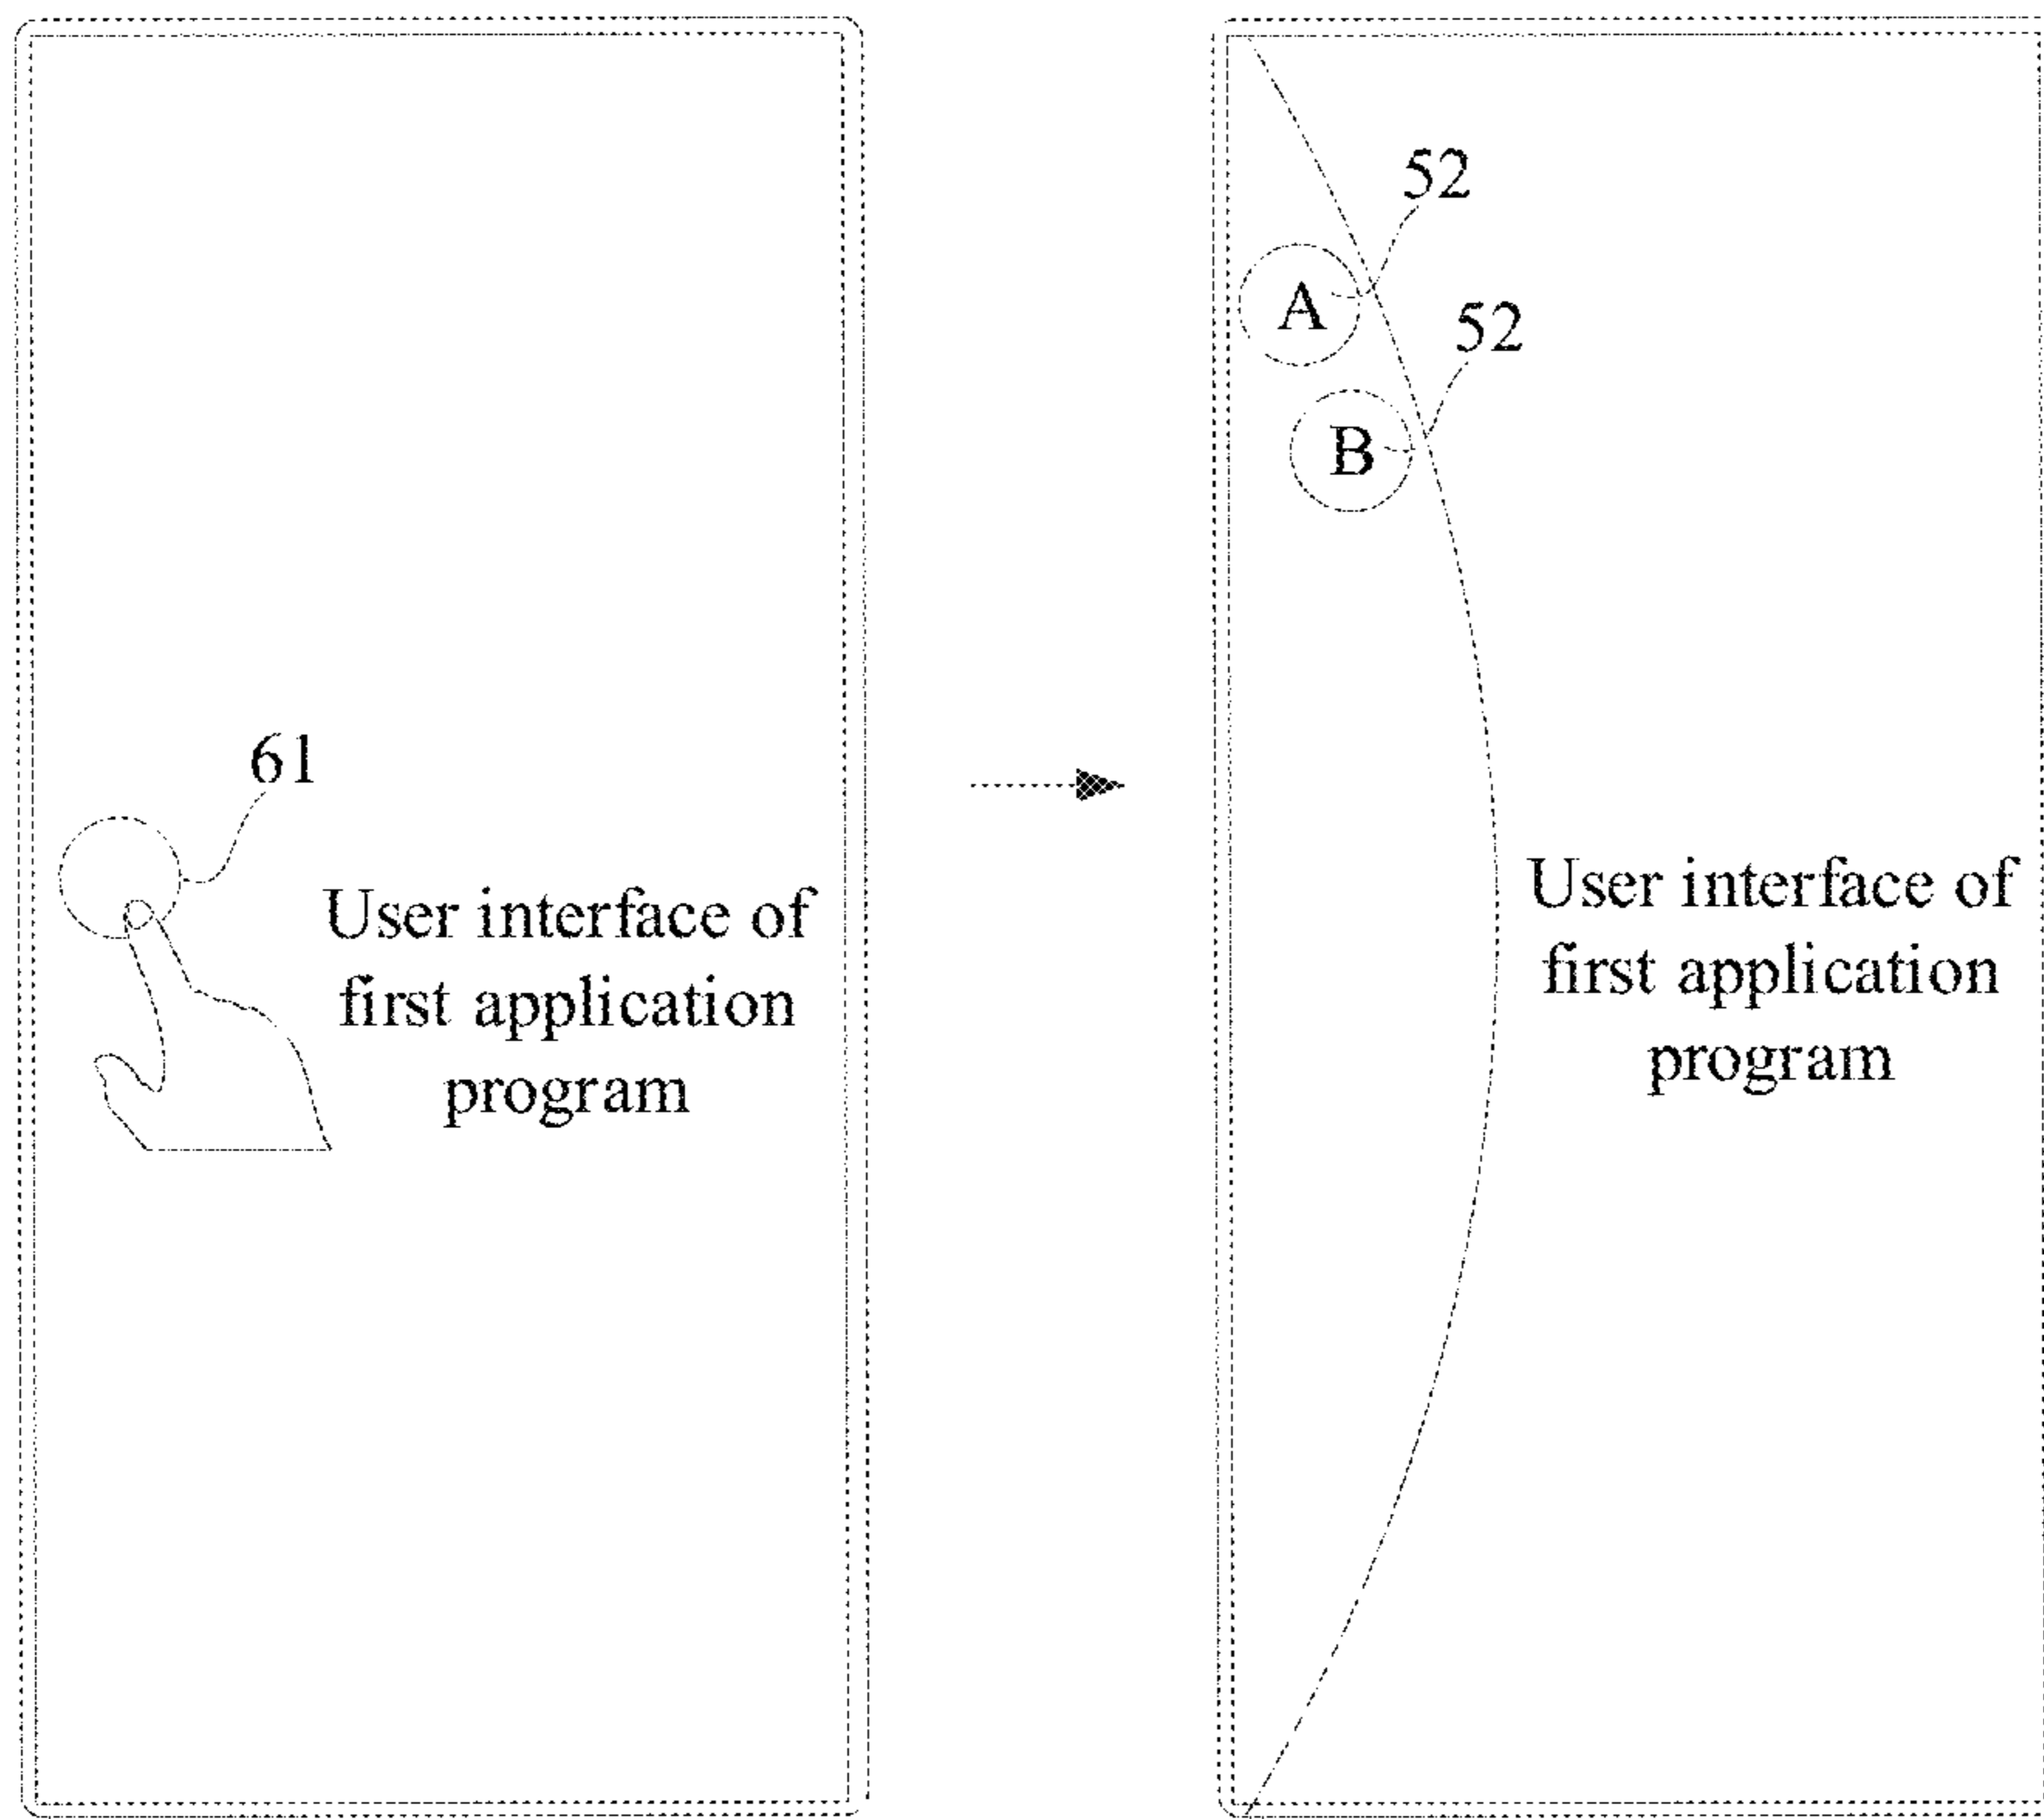 61
User interface of
first application
program
52
A
52
B
User interface of
first application
program